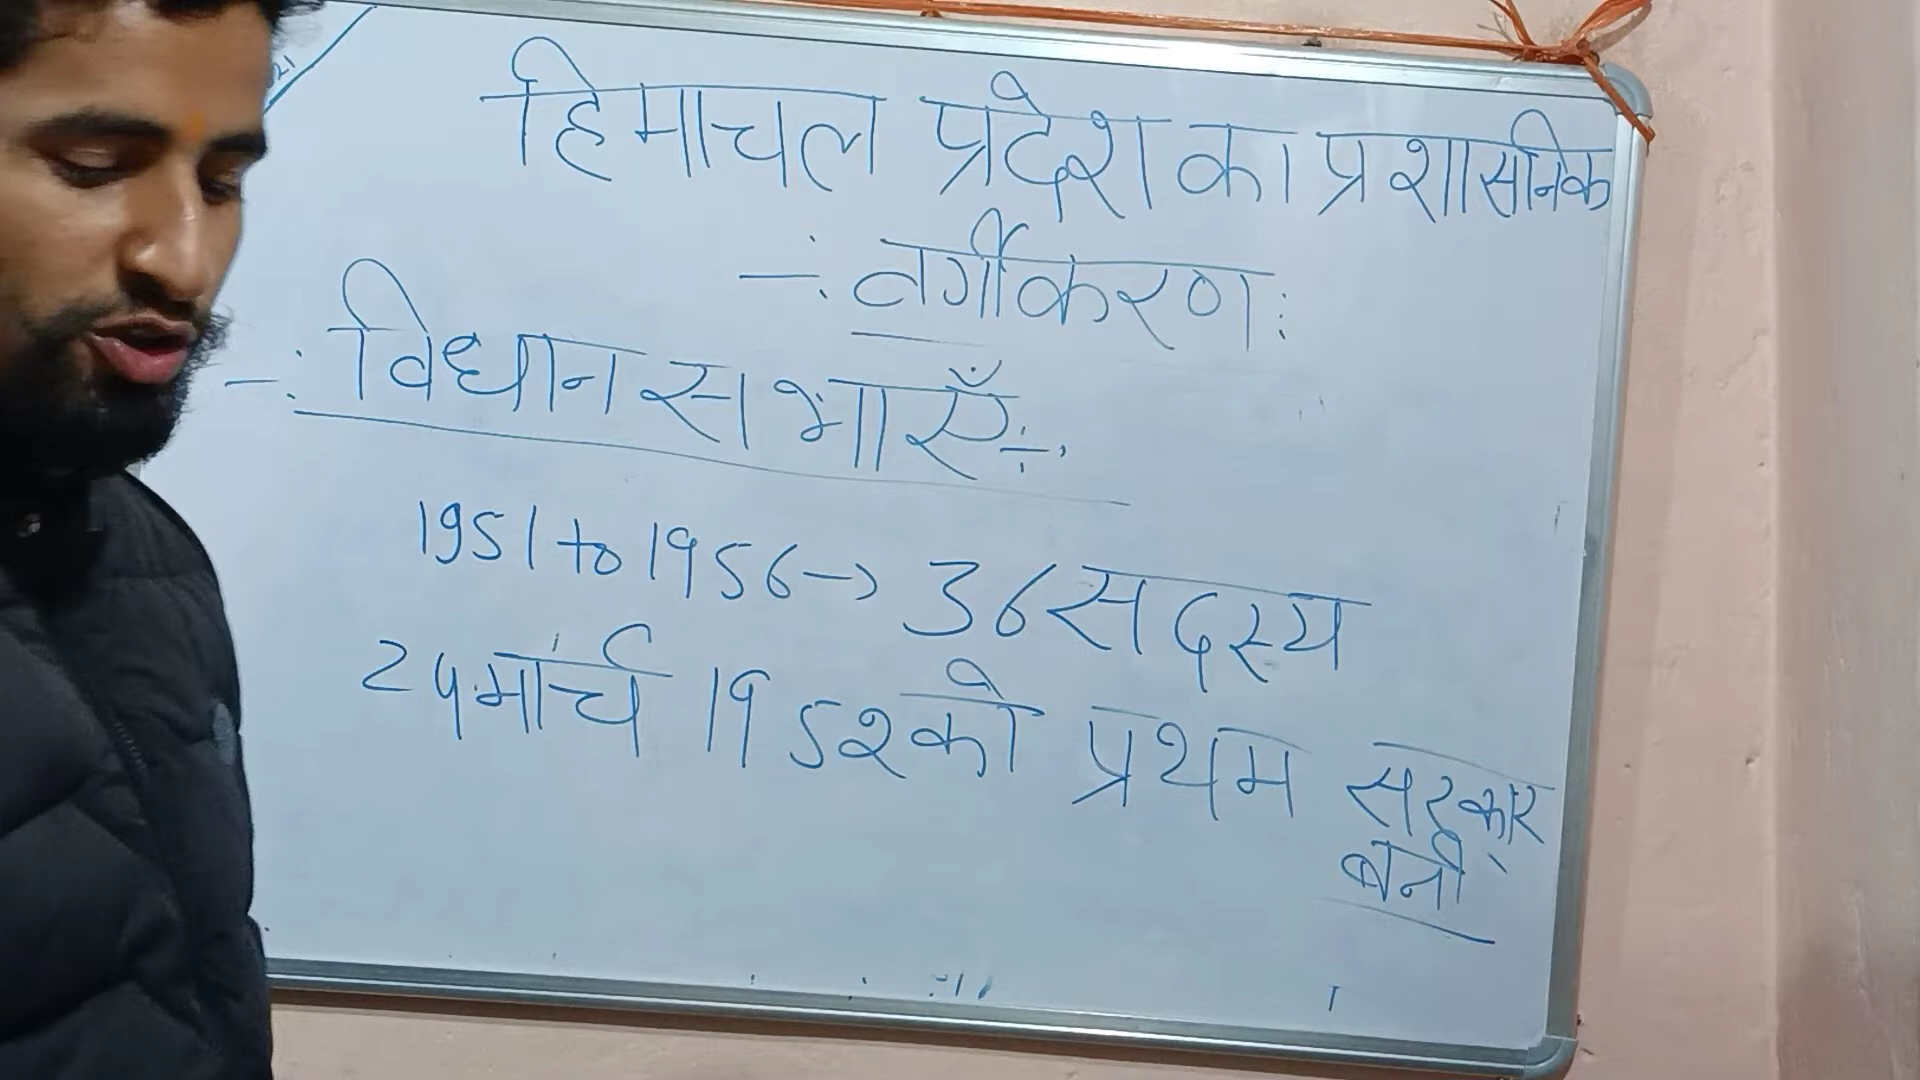 हिमाचल प्रदेश का प्रशासनिक
-: वर्गीकरण :
-: विधान सभाएँ ÷
1951 to 1956 -> 36 सदस्य
24 मार्च 1952 को प्रथम सरकार
बनी